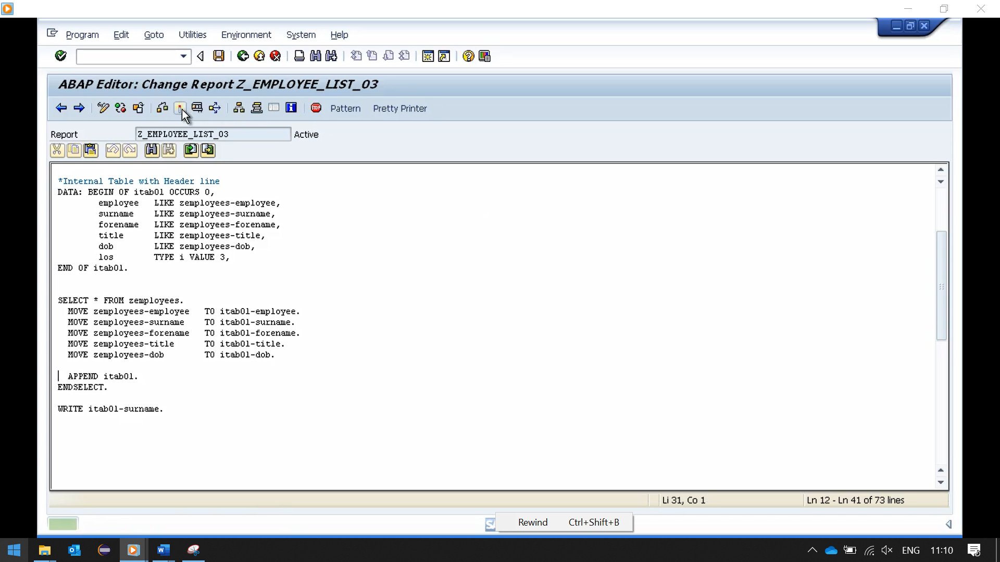 Program Edit Goto Utilities Environment System Help
ABAP Editor: Change Report Z_EMPLOYEE_LIST_03
STOP Pattern Pretty Printer
Report Z_EMPLOYEE_LIST_03 Active
*Internal Table with Header line
DATA: BEGIN OF itab01 OCCURS 0,
employee LIKE zemployees-employee,
surname LIKE zemployees-surname,
forename LIKE zemployees-forename,
title LIKE zemployees-title,
dob LIKE zemployees-dob,
los TYPE i VALUE 3,
END OF itab01.
SELECT * FROM zemployees.
MOVE zemployees-employee TO itab01-employee.
MOVE zemployees-surname TO itab01-surname.
MOVE zemployees-forename TO itab01-forename.
MOVE zemployees-title TO itab01-title.
MOVE zemployees-dob TO itab01-dob.
APPEND itab01.
ENDSELECT.
WRITE itab01-surname.
Li 31, Co 1 Ln 12 - Ln 41 of 73 lines
Rewind Ctrl+Shift+B
ENG 11:10